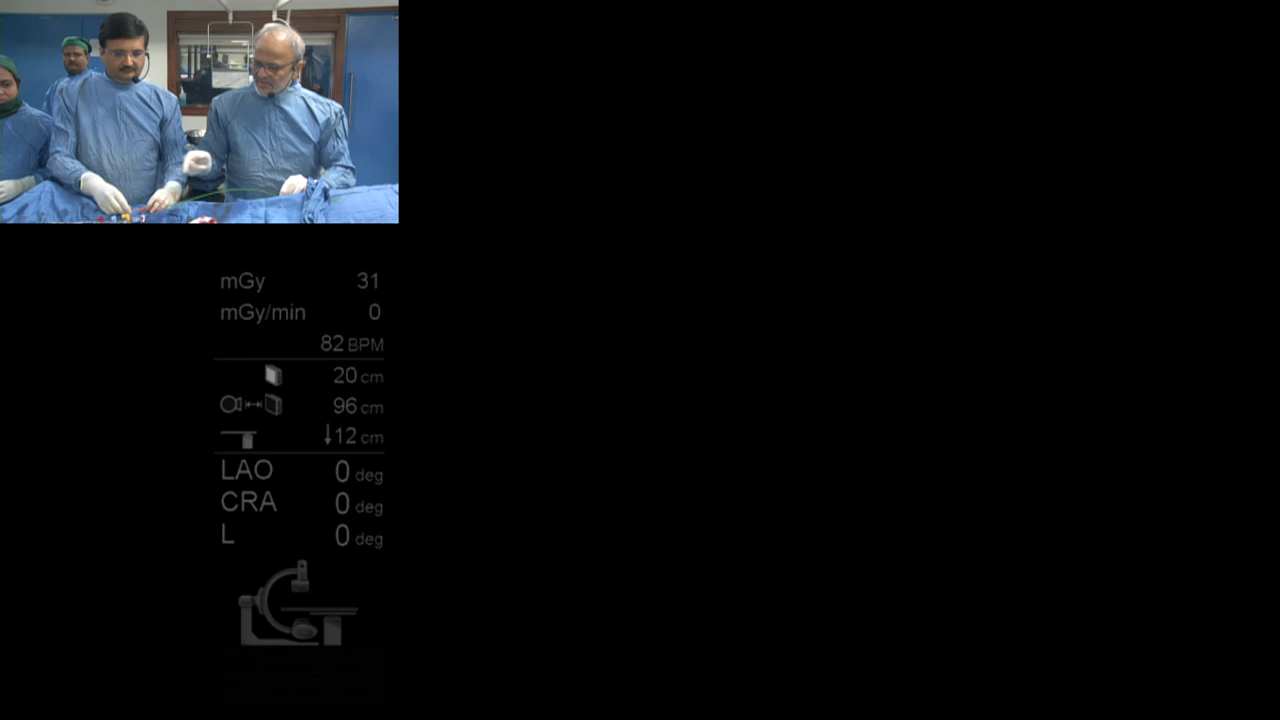 mGy 31
mGy/min 0
82 BPM
20 cm
96 cm
↓12 cm
LAO 0 deg
CRA 0 deg
L 0 deg